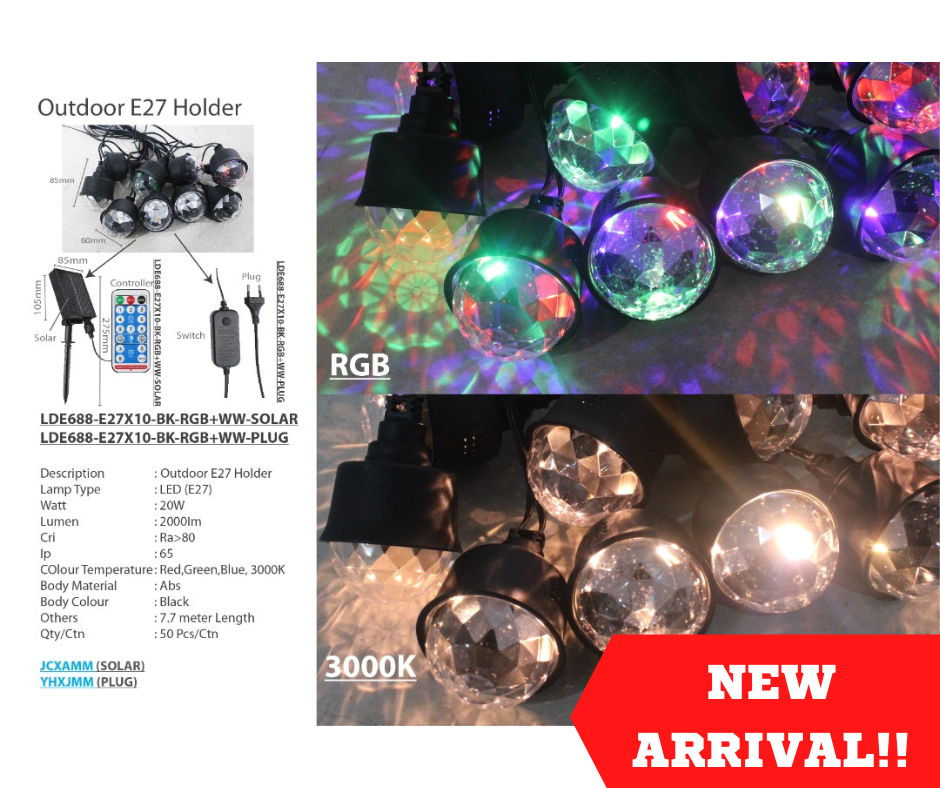 Outdoor E27 Holder
85mm
60mm
85mm
105mm
Solar
275mm
Controller
LDE688-E27X10-BK-RGB+WW-SOLAR
Switch
Plug
LDE688-E27X10-BK-RGB+WW-PLUG
LDE688-E27X10-BK-RGB+WW-SOLAR
LDE688-E27X10-BK-RGB+WW-PLUG
Description : Outdoor E27 Holder
Lamp Type : LED (E27)
Watt : 20W
Lumen : 2000lm
Cri : Ra>80
Ip : 65
COlour Temperature : Red,Green,Blue, 3000K
Body Material : Abs
Body Colour : Black
Others : 7.7 meter Length
Qty/Ctn : 50 Pcs/Ctn
JCXAMM (SOLAR)
YHXJMM (PLUG)
RGB
3000K
NEW
ARRIVAL!!